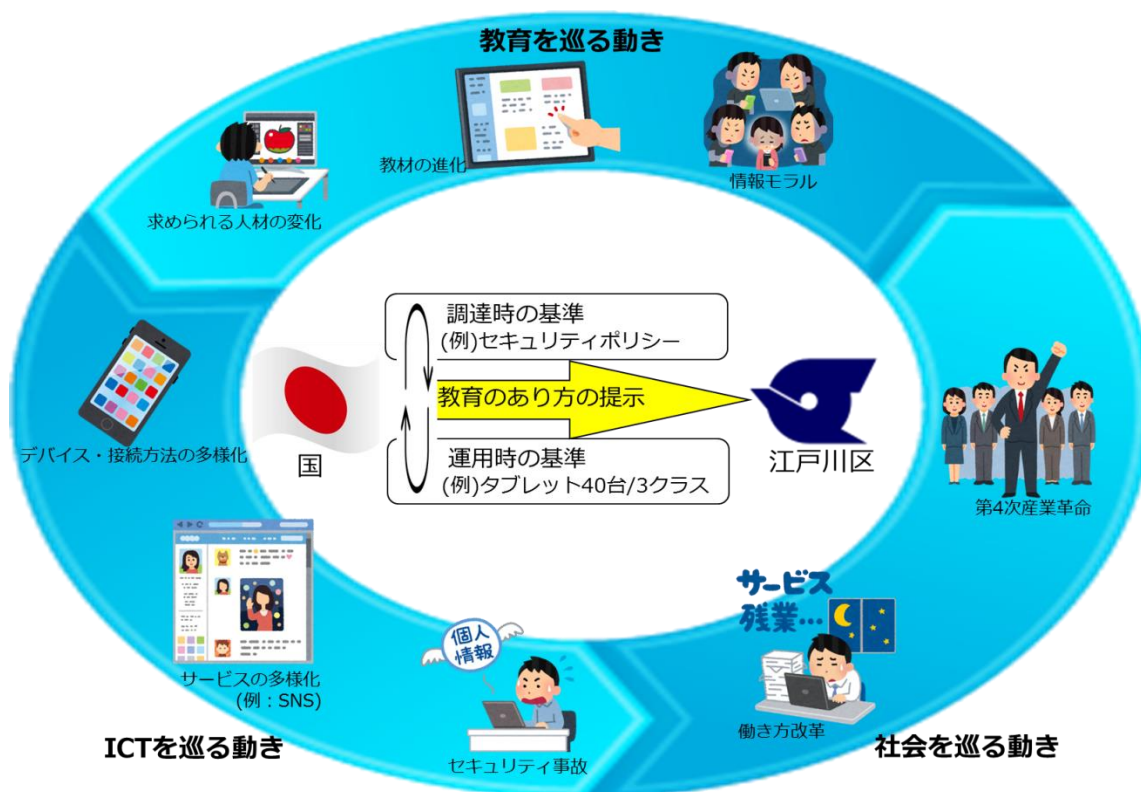 教育を巡る動き
教材の進化
情報モラル
求められる人材の変化
調達時の基準
(例)セキュリティポリシー
教育のあり方の提示
運用時の基準
(例)タブレット40台/3クラス
国
江戸川区
デバイス・接続方法の多様化
第4次産業革命
サービスの多様化
(例：SNS)
個人
情報
セキュリティ事故
サービス
残業…
働き方改革
ICTを巡る動き
社会を巡る動き